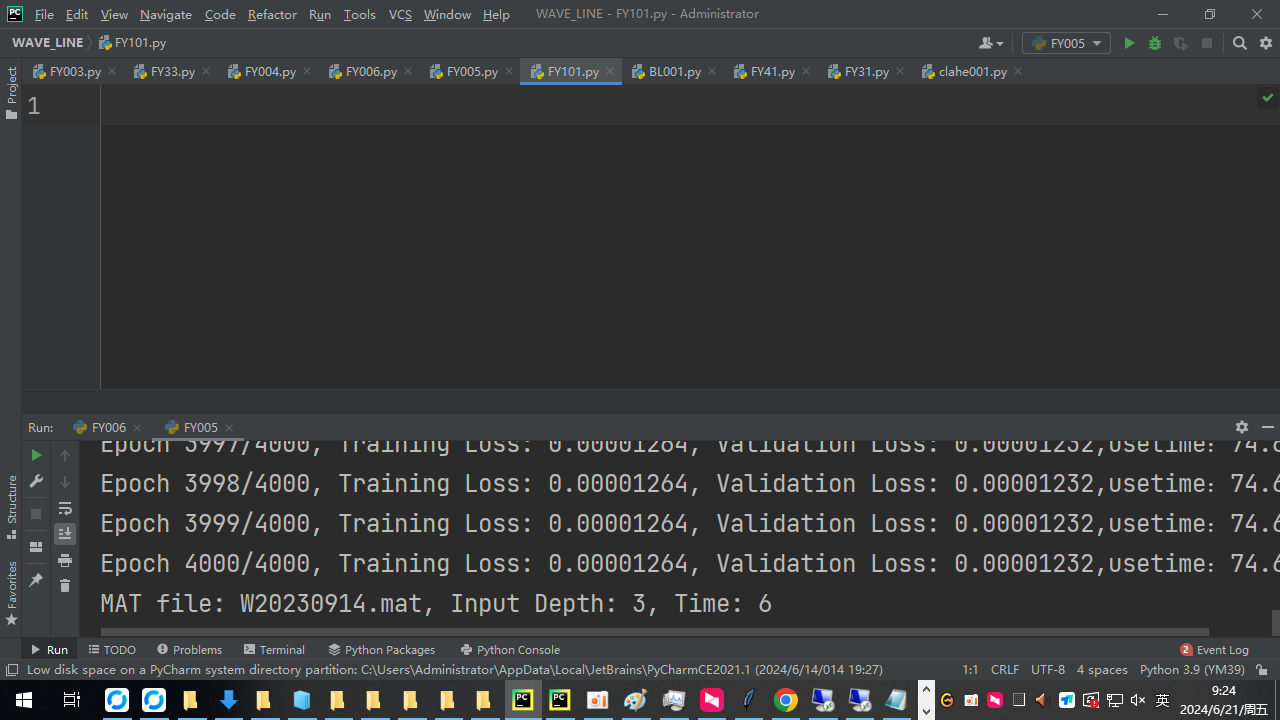 File Edit View Navigate Code Refactor Run Tools VCS Window Help WAVE_LINE - FY101.py - Administrator
WAVE_LINE FY101.py FY005
Project
FY003.py FY33.py FY004.py FY006.py FY005.py FY101.py BL001.py FY41.py FY31.py clahe001.py
1
Run: FY006 FY005
Epoch 3997/4000, Training Loss: 0.00001264, Validation Loss: 0.00001232,usetime: 74.6
Epoch 3998/4000, Training Loss: 0.00001264, Validation Loss: 0.00001232,usetime: 74.6
Epoch 3999/4000, Training Loss: 0.00001264, Validation Loss: 0.00001232,usetime: 74.6
Epoch 4000/4000, Training Loss: 0.00001264, Validation Loss: 0.00001232,usetime: 74.6
MAT file: W20230914.mat, Input Depth: 3, Time: 6
Structure
Favorites
Run TODO Problems Terminal Python Packages Python Console 2 Event Log
Low disk space on a PyCharm system directory partition: C:\Users\Administrator\AppData\Local\JetBrains\PyCharmCE2021.1 (2024/6/14/014 19:27) 1:1 CRLF UTF-8 4 spaces Python 3.9 (YM39)
英 9:24
2024/6/21/周五